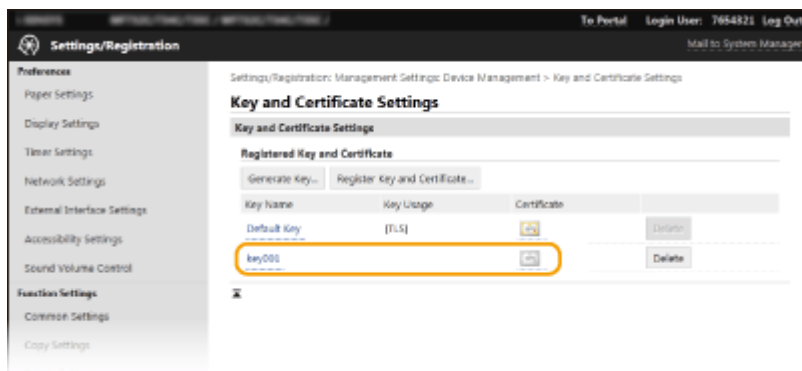 To Portal Login User: 7654321 Log Out
Settings/Registration
Mail to System Manager
Preferences
Paper Settings
Display Settings
Timer Settings
Network Settings
External Interface Settings
Accessibility Settings
Sound Volume Control
Function Settings
Common Settings
Copy Settings
Settings/Registration: Management Settings: Device Management > Key and Certificate Settings
Key and Certificate Settings
Key and Certificate Settings
Registered Key and Certificate
Generate Key... Register Key and Certificate...
Key Name Key Usage Certificate
Default Key [TLS] Delete
key001 Delete